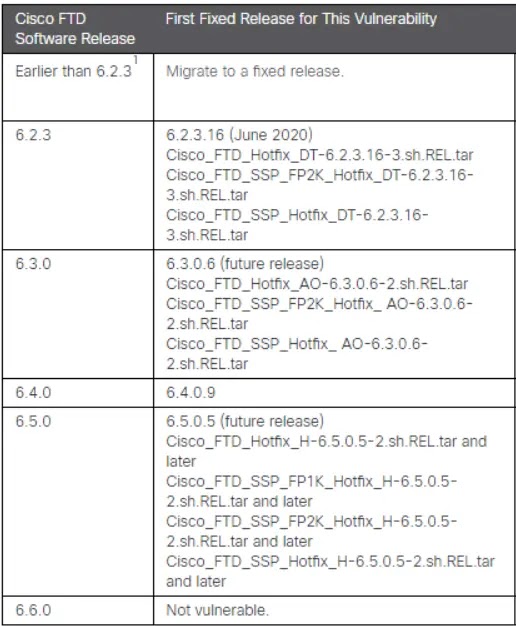 Cisco FTD
Software Release
First Fixed Release for This Vulnerability
Earlier than 6.2.3 1
Migrate to a fixed release.
6.2.3
6.2.3.16 (June 2020)
Cisco_FTD_Hotfix_DT-6.2.3.16-3.sh.REL.tar
Cisco_FTD_SSP_FP2K_Hotfix_DT-6.2.3.16-
3.sh.REL.tar
Cisco_FTD_SSP_Hotfix_DT-6.2.3.16-
3.sh.REL.tar
6.3.0
6.3.0.6 (future release)
Cisco_FTD_Hotfix_AO-6.3.0.6-2.sh.REL.tar
Cisco_FTD_SSP_FP2K_Hotfix_ AO-6.3.0.6-
2.sh.REL.tar
Cisco_FTD_SSP_Hotfix_ AO-6.3.0.6-
2.sh.REL.tar
6.4.0
6.4.0.9
6.5.0
6.5.0.5 (future release)
Cisco_FTD_Hotfix_H-6.5.0.5-2.sh.REL.tar and
later
Cisco_FTD_SSP_FP1K_Hotfix_H-6.5.0.5-
2.sh.REL.tar and later
Cisco_FTD_SSP_FP2K_Hotfix_H-6.5.0.5-
2.sh.REL.tar and later
Cisco_FTD_SSP_Hotfix_H-6.5.0.5-2.sh.REL.tar
and later
6.6.0
Not vulnerable.